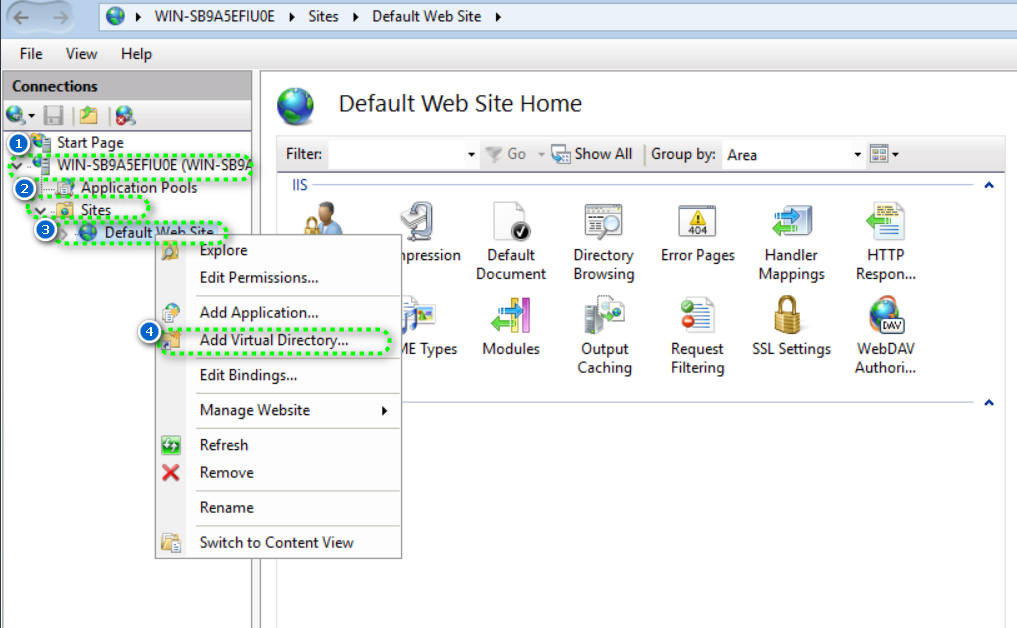 WIN-SB9A5EFIU0E Sites Default Web Site
File View Help
Connections
Default Web Site Home
1
Start Page
WIN-SB9A5EFIU0E (WIN-SB9A
2
Application Pools
Sites
3
Default Web Site
Filter: Go Show All Group by: Area
IIS
mpression
Default Document
Directory Browsing
404
Error Pages
Handler Mappings
HTTP Respon...
ME Types
Modules
Output Caching
Request Filtering
SSL Settings
DAV
WebDAV Authori...
Explore
Edit Permissions...
Add Application...
4
Add Virtual Directory...
Edit Bindings...
Manage Website
Refresh
Remove
Rename
Switch to Content View